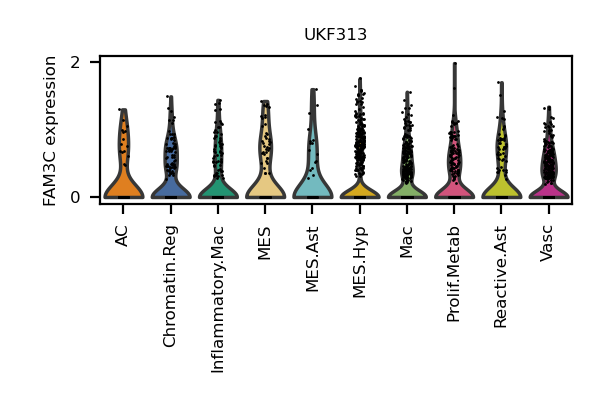 UKF313
FAM3C expression
2
0
AC
Chromatin.Reg
Inflammatory.Mac
MES
MES.Ast
MES.Hyp
Mac
Prolif.Metab
Reactive.Ast
Vasc